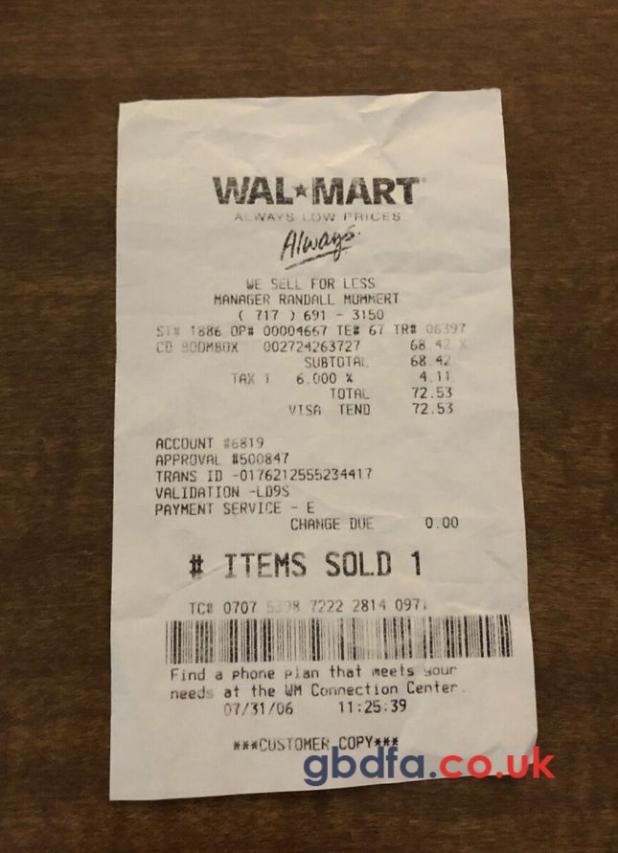 WAL★MART
ALWAYS LOW PRICES
Always.
WE SELL FOR LESS
MANAGER RANDALL MUMMERT
( 717 ) 691 - 3150
ST# 1886 OP# 00004667 TE# 67 TR# 06397
CD BOOMBOX 002724263727 68.42 X
SUBTOTAL 68.42
TAX 1 6.000 % 4.11
TOTAL 72.53
VISA TEND 72.53
ACCOUNT #6819
APPROVAL #500847
TRANS ID -0176212555234417
VALIDATION -LD9S
PAYMENT SERVICE - E
CHANGE DUE 0.00
# ITEMS SOLD 1
TC# 0707 7222 2814
Find a phone plan that meets your
needs at the WM Connection Center.
07/31/06 11:25:39
***CUSTOMER COPY***
gbdfa.co.uk